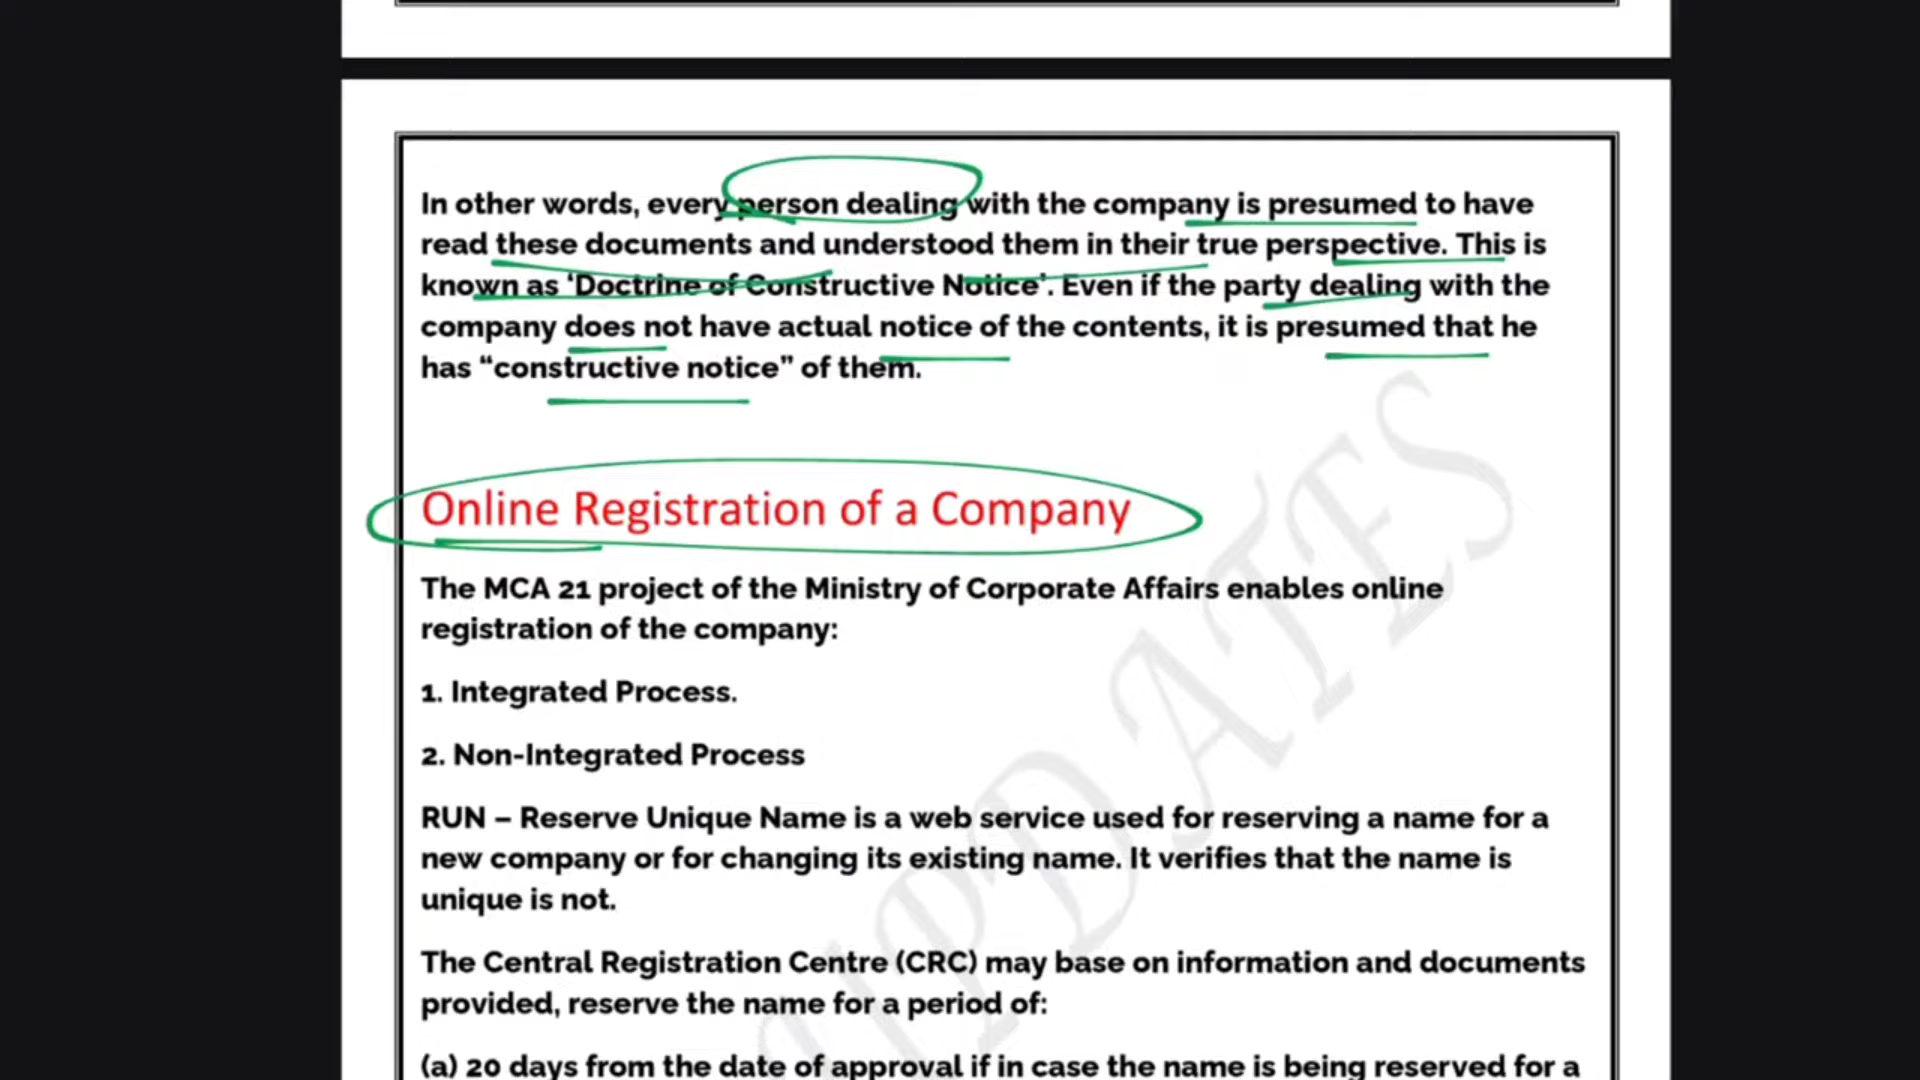 In other words, every person dealing with the company is presumed to have
read these documents and understood them in their true perspective. This is
known as ‘Doctrine of Constructive Notice’. Even if the party dealing with the
company does not have actual notice of the contents, it is presumed that he
has “constructive notice” of them.
Online Registration of a Company
The MCA 21 project of the Ministry of Corporate Affairs enables online
registration of the company:
1. Integrated Process.
2. Non-Integrated Process
RUN – Reserve Unique Name is a web service used for reserving a name for a
new company or for changing its existing name. It verifies that the name is
unique is not.
The Central Registration Centre (CRC) may base on information and documents
provided, reserve the name for a period of:
(a) 20 days from the date of approval if in case the name is being reserved for a
UPDATES